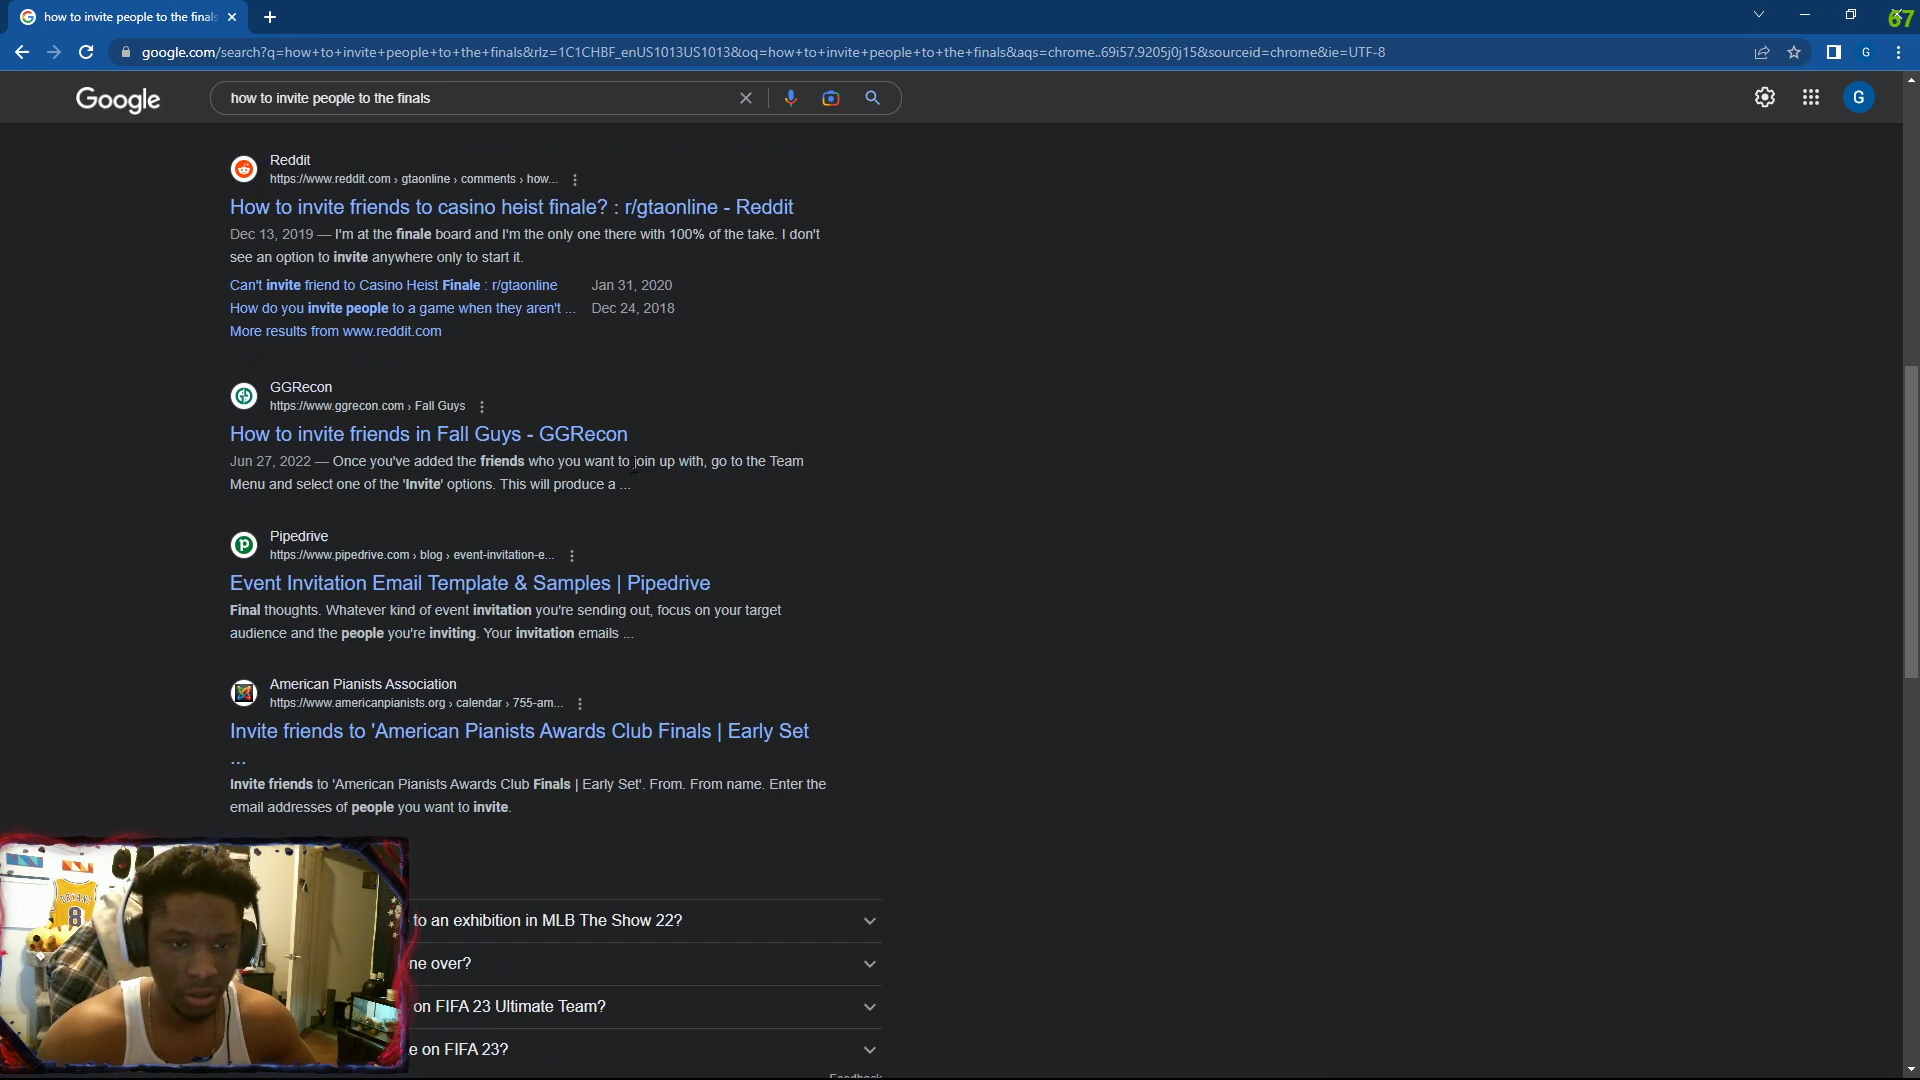 how to invite people to the finals
67
google.com/search?q=how+to+invite+people+to+the+finals&rlz=1C1CHBF_enUS1013US1013&oq=how+to+invite+people+to+the+finals&aqs=chrome..69i57.9205j0j15&sourceid=chrome&ie=UTF-8
G
Google
how to invite people to the finals
G
Reddit
https://www.reddit.com › gtaonline › comments › how...
How to invite friends to casino heist finale? : r/gtaonline - Reddit
Dec 13, 2019 — I'm at the finale board and I'm the only one there with 100% of the take. I don't
see an option to invite anywhere only to start it.
Can't invite friend to Casino Heist Finale : r/gtaonline Jan 31, 2020
How do you invite people to a game when they aren't ... Dec 24, 2018
More results from www.reddit.com
GGRecon
https://www.ggrecon.com › Fall Guys
How to invite friends in Fall Guys - GGRecon
Jun 27, 2022 — Once you've added the friends who you want to join up with, go to the Team
Menu and select one of the 'Invite' options. This will produce a ...
Pipedrive
https://www.pipedrive.com › blog › event-invitation-e...
Event Invitation Email Template & Samples | Pipedrive
Final thoughts. Whatever kind of event invitation you're sending out, focus on your target
audience and the people you're inviting. Your invitation emails ...
American Pianists Association
https://www.americanpianists.org › calendar › 755-am...
Invite friends to 'American Pianists Awards Club Finals | Early Set
...
Invite friends to 'American Pianists Awards Club Finals | Early Set'. From. From name. Enter the
email addresses of people you want to invite.
8
to an exhibition in MLB The Show 22?
ne over?
on FIFA 23 Ultimate Team?
e on FIFA 23?
Feedback